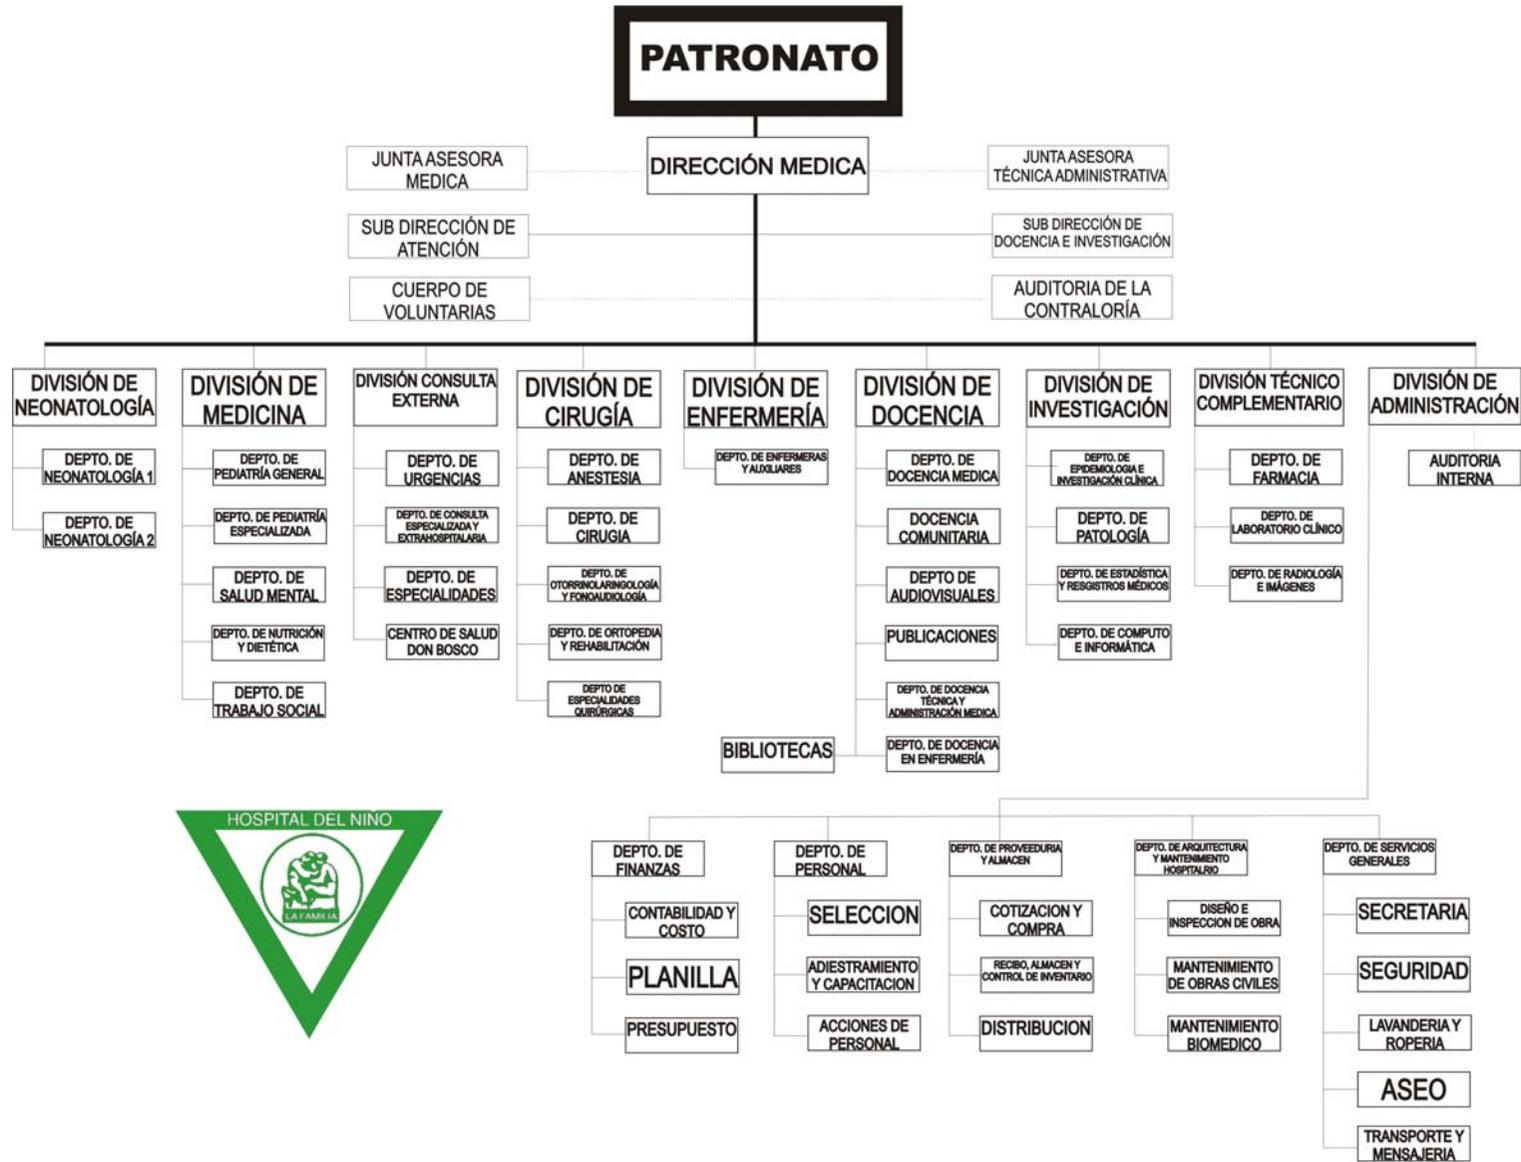 PATRONATO
DIRECCIÓN MEDICA
JUNTA ASESORA
MEDICA
JUNTA ASESORA
TÉCNICA ADMINISTRATIVA
SUB DIRECCIÓN DE
ATENCIÓN
SUB DIRECCIÓN DE
DOCENCIA E INVESTIGACIÓN
CUERPO DE
VOLUNTARIAS
AUDITORIA DE LA
CONTRALORÍA
DIVISIÓN DE
NEONATOLOGÍA
DEPTO. DE
NEONATOLOGÍA 1
DEPTO. DE
NEONATOLOGÍA 2
DIVISIÓN DE
MEDICINA
DEPTO. DE
PEDIATRÍA GENERAL
DEPTO. DE PEDIATRÍA
ESPECIALIZADA
DEPTO. DE
SALUD MENTAL
DEPTO. DE NUTRICIÓN
Y DIETÉTICA
DEPTO. DE
TRABAJO SOCIAL
DIVISIÓN CONSULTA
EXTERNA
DEPTO. DE
URGENCIAS
DEPTO. DE CONSULTA
ESPECIALIZADA Y
EXTRAHOSPITALARIA
DEPTO. DE
ESPECIALIDADES
CENTRO DE SALUD
DON BOSCO
DIVISIÓN DE
CIRUGÍA
DEPTO. DE
ANESTESIA
DEPTO. DE
CIRUGIA
DEPTO. DE
OTORRINOLARINGOLOGÍA
Y FONOAUDIOLOGÍA
DEPTO. DE ORTOPEDIA
Y REHABILITACIÓN
DEPTO DE
ESPECIALIDADES
QUIRÚRGICAS
DIVISIÓN DE
ENFERMERÍA
DEPTO. DE ENFERMERAS
Y AUXILIARES
DIVISIÓN DE
DOCENCIA
DEPTO. DE
DOCENCIA MEDICA
DOCENCIA
COMUNITARIA
DEPTO DE
AUDIOVISUALES
PUBLICACIONES
DEPTO. DE DOCENCIA
TÉCNICA Y
ADMINISTRACIÓN MEDICA
BIBLIOTECAS
DEPTO. DE DOCENCIA
EN ENFERMERÍA
DIVISIÓN DE
INVESTIGACIÓN
DEPTO. DE
EPIDEMIOLOGIA E
INVESTIGACIÓN CLÍNICA
DEPTO. DE
PATOLOGÍA
DEPTO. DE ESTADÍSTICA
Y RESGISTROS MÉDICOS
DEPTO. DE COMPUTO
E INFORMÁTICA
DIVISIÓN TÉCNICO
COMPLEMENTARIO
DEPTO. DE
FARMACIA
DEPTO. DE
LABORATORIO CLÍNICO
DEPTO. DE RADIOLOGÍA
E IMÁGENES
DIVISIÓN DE
ADMINISTRACIÓN
AUDITORIA
INTERNA
HOSPITAL DEL NIÑO
LA FAMILIA
DEPTO. DE
FINANZAS
CONTABILIDAD Y
COSTO
PLANILLA
PRESUPUESTO
DEPTO. DE
PERSONAL
SELECCION
ADIESTRAMIENTO
Y CAPACITACION
ACCIONES DE
PERSONAL
DEPTO. DE PROVEEDURIA
Y ALMACEN
COTIZACION Y
COMPRA
RECIBO, ALMACEN Y
CONTROL DE INVENTARIO
DISTRIBUCION
DEPTO. DE ARQUITECTURA
Y MANTENIMIENTO
HOSPITALRIO
DISEÑO E
INSPECCION DE OBRA
MANTENIMIENTO
DE OBRAS CIVILES
MANTENIMIENTO
BIOMEDICO
DEPTO. DE SERVICIOS
GENERALES
SECRETARIA
SEGURIDAD
LAVANDERIA Y
ROPERIA
ASEO
TRANSPORTE Y
MENSAJERIA